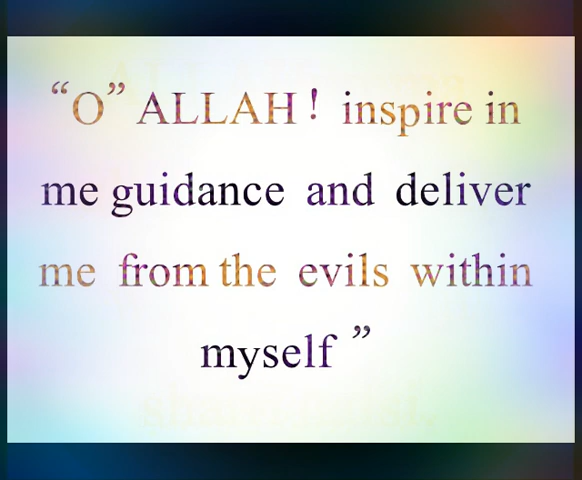 “O” ALLAH! inspire in
me guidance and deliver
me from the evils within
myself ”